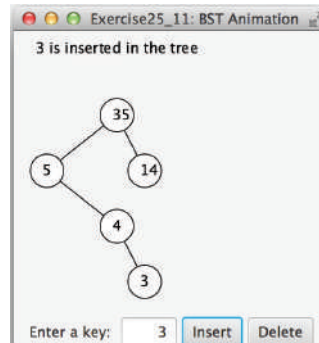 Exercise25_11: BST Animation
3 is inserted in the tree
35
5
14
4
3
Enter a key: 3 Insert Delete